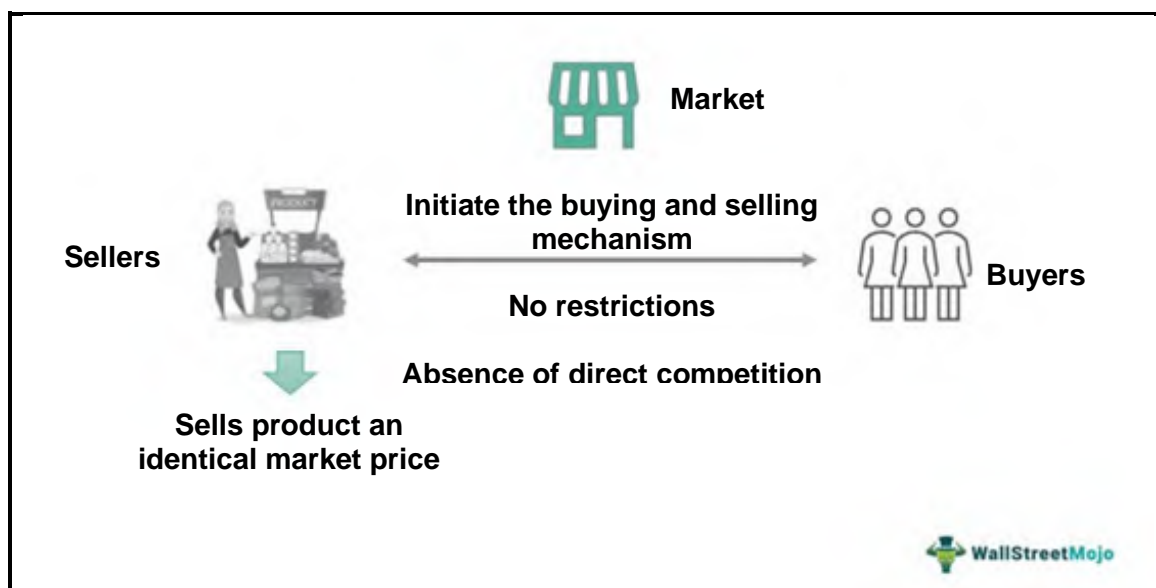 Market
Initiate the buying and selling
mechanism
Sellers
PRODUCT
Buyers
No restrictions
Absence of direct competition
Sells product an
identical market price
WallStreetMojo